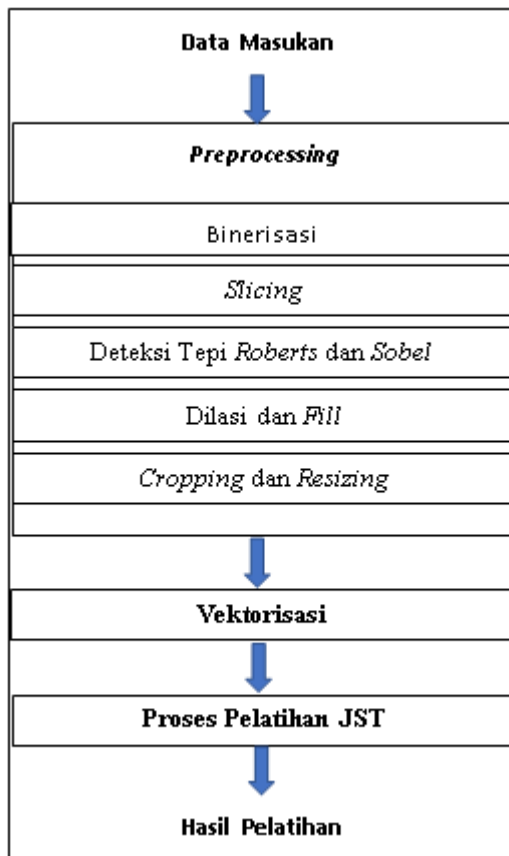 Data Masukan
Preprocessing
Binerisasi
Slicing
Deteksi Tepi Roberts dan Sobel
Dilasi dan Fill
Cropping dan Resizing
Vektorisasi
Proses Pelatihan JST
Hasil Pelatihan